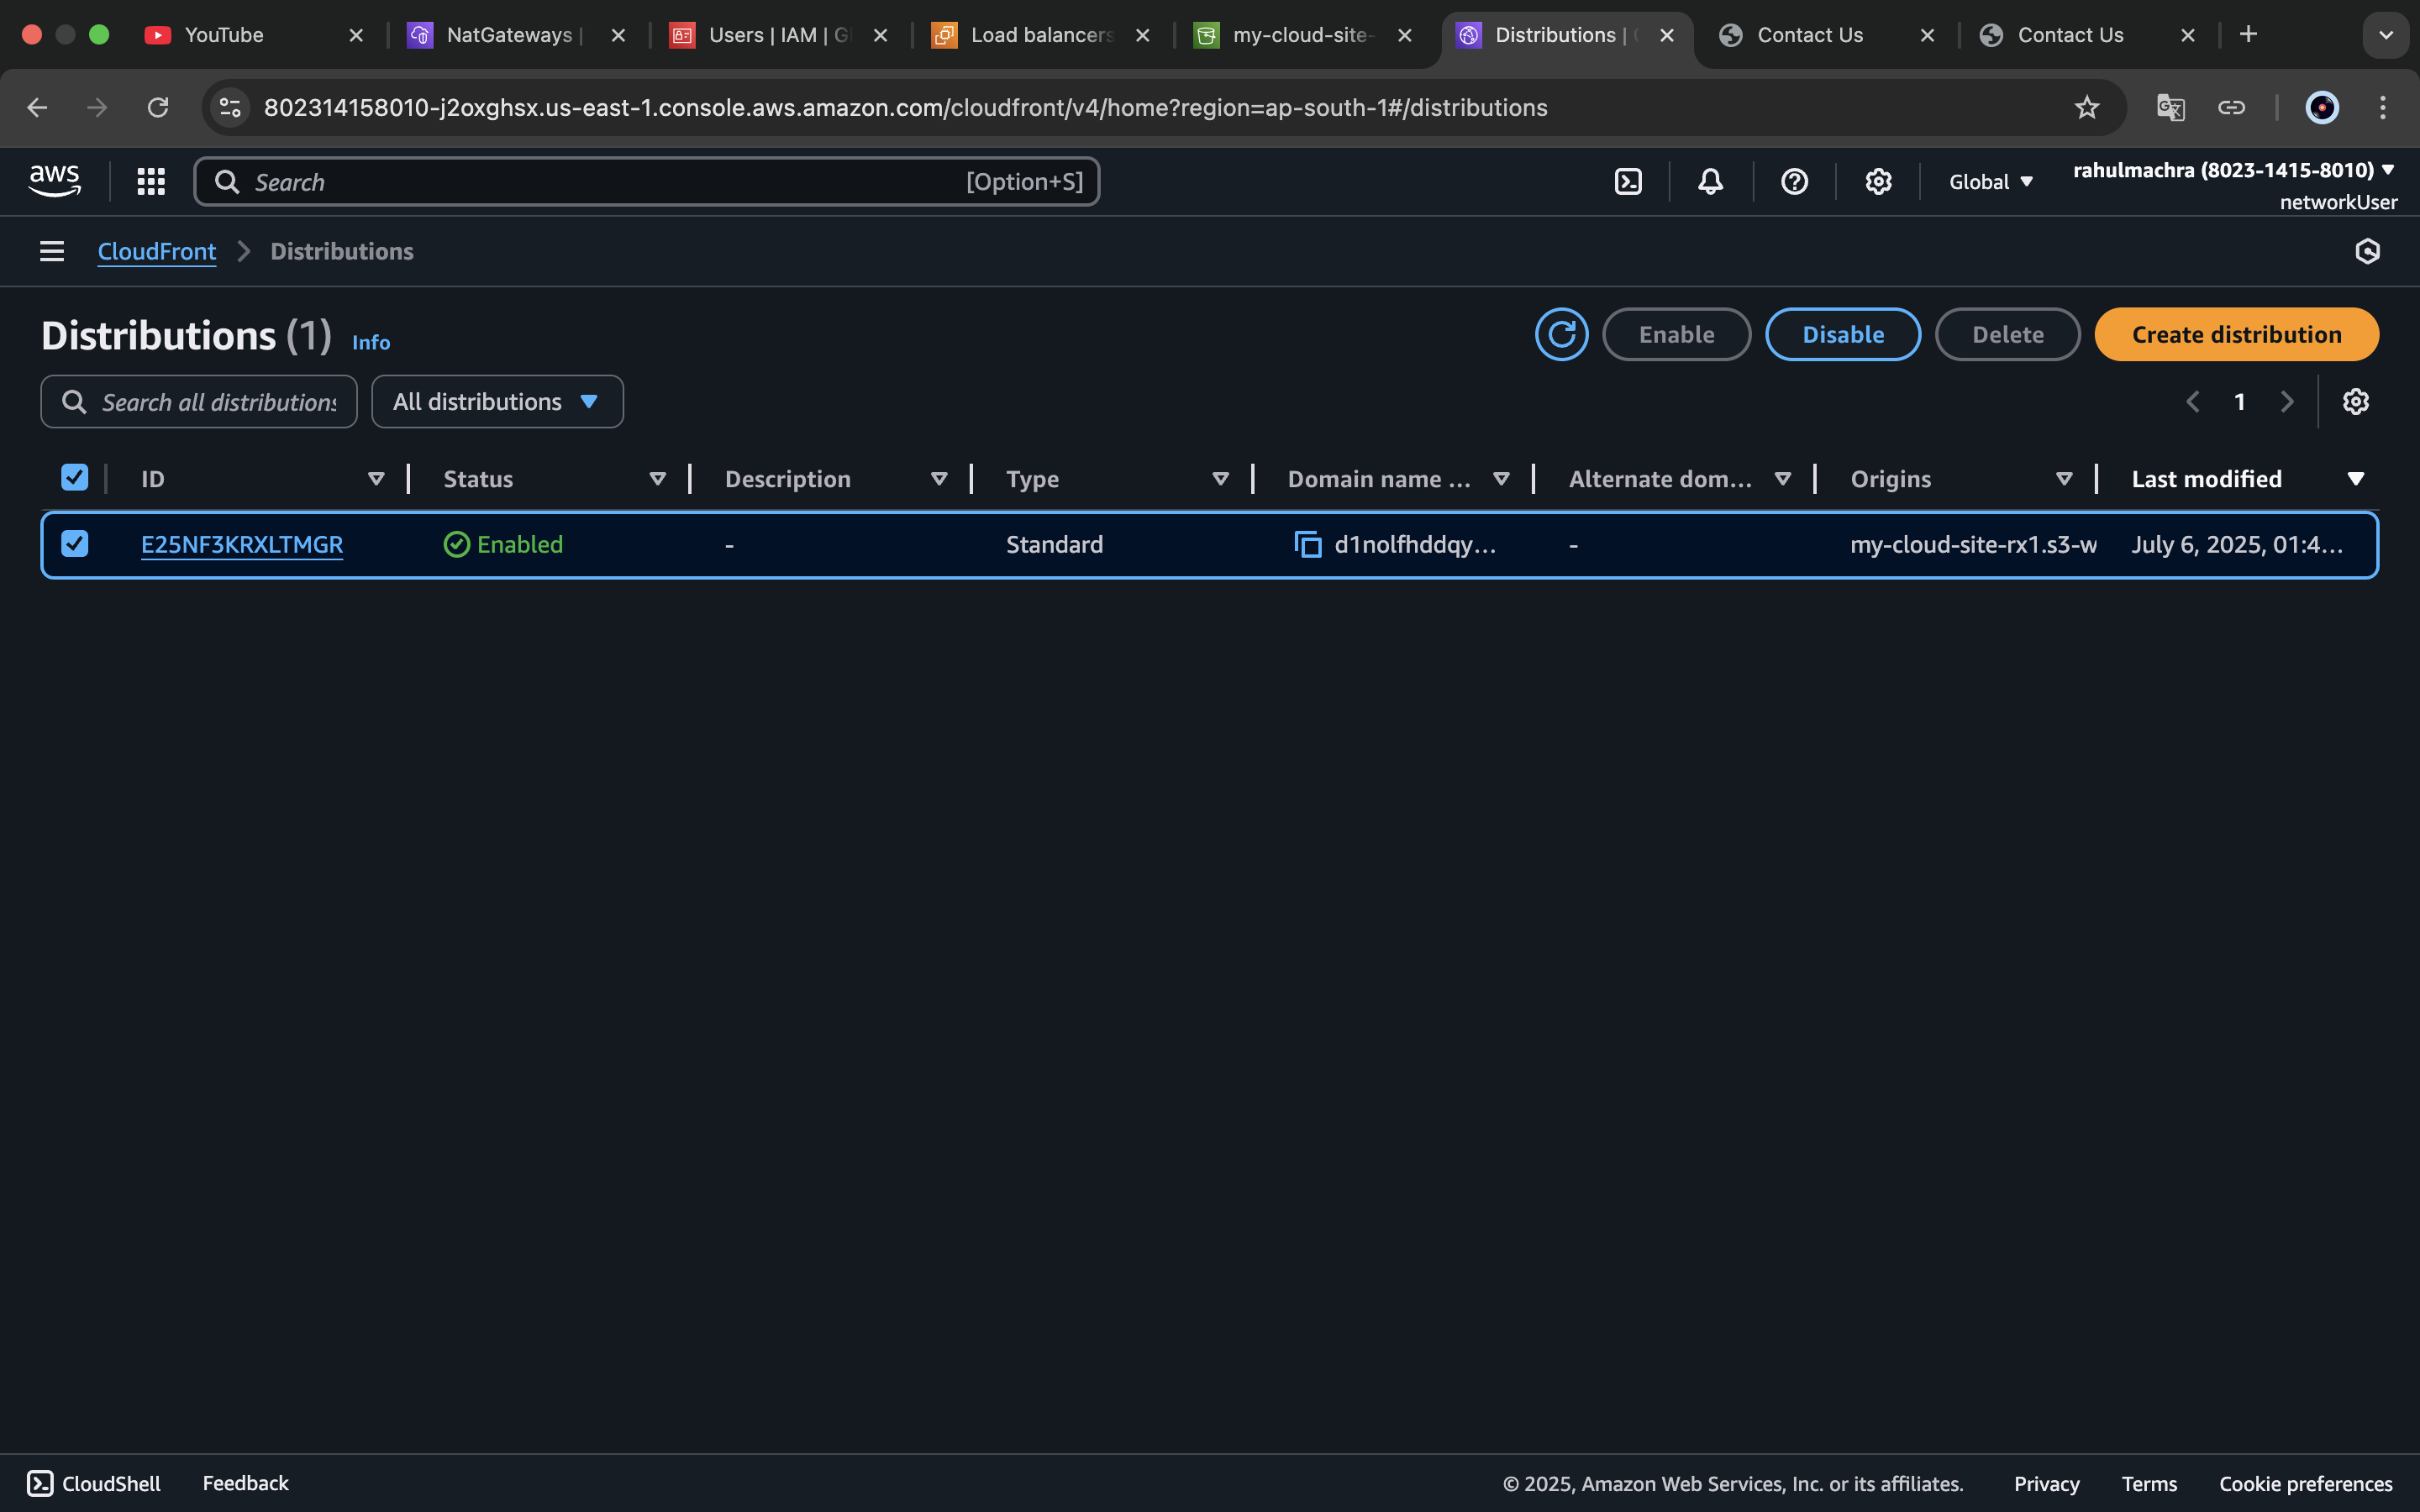 YouTube
NatGateways |
Users | IAM | Gl
Load balancers
my-cloud-site-
Distributions |
Contact Us
Contact Us
802314158010-j2oxghsx.us-east-1.console.aws.amazon.com/cloudfront/v4/home?region=ap-south-1#/distributions
aws
Search
[Option+S]
Global
rahulmachra (8023-1415-8010)
networkUser
CloudFront
Distributions
Distributions (1)
Info
Enable
Disable
Delete
Create distribution
Search all distributions
All distributions
1
ID
Status
Description
Type
Domain name ...
Alternate dom...
Origins
Last modified
E25NF3KRXLTMGR
Enabled
-
Standard
d1nolfhddqy...
-
my-cloud-site-rx1.s3-w
July 6, 2025, 01:4...
CloudShell
Feedback
© 2025, Amazon Web Services, Inc. or its affiliates.
Privacy
Terms
Cookie preferences